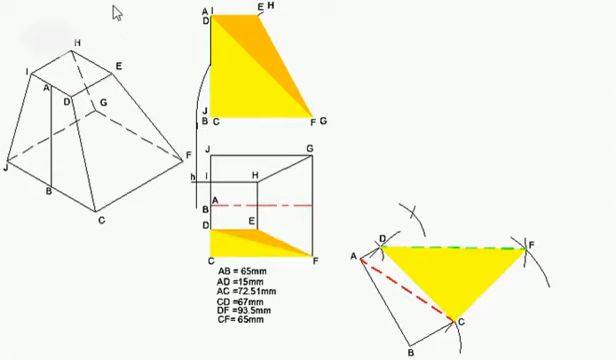 H
I
E
A
D
G
J
F
B
C
A I
D
E H
J
B C
F G
J
G
h
I
H
A
B
D
E
C
F
AB = 65mm
AD =15mm
AC =72.51mm
CD =67mm
DF =93.5mm
CF= 65mm
D
F
A
C
B